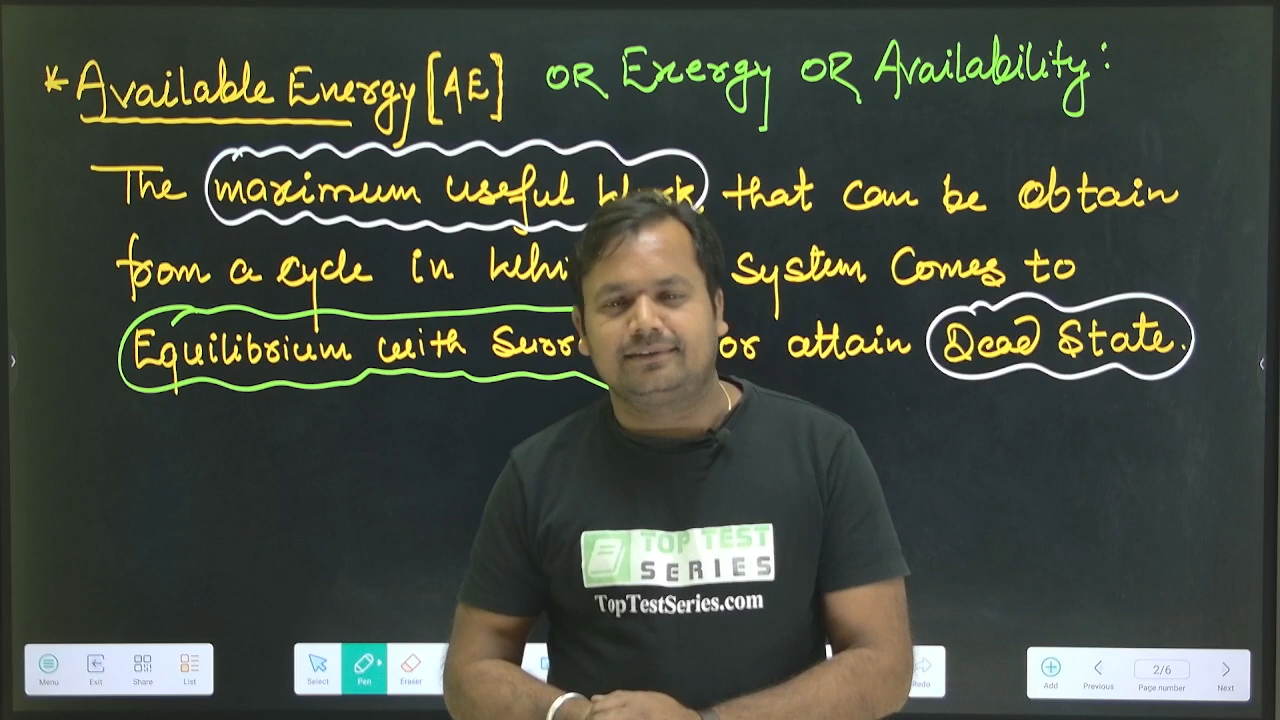 * Available Energy [AE] OR Exergy OR Availability:
The maximum useful work that can be obtain
from a cycle in system Comes to
Equilibrium with or attain Dead State.
TOP TEST
SERIES
TopTestSeries.com
Menu Exit Share List Select Pen Eraser Redo Add Previous 2/6 Page number Next